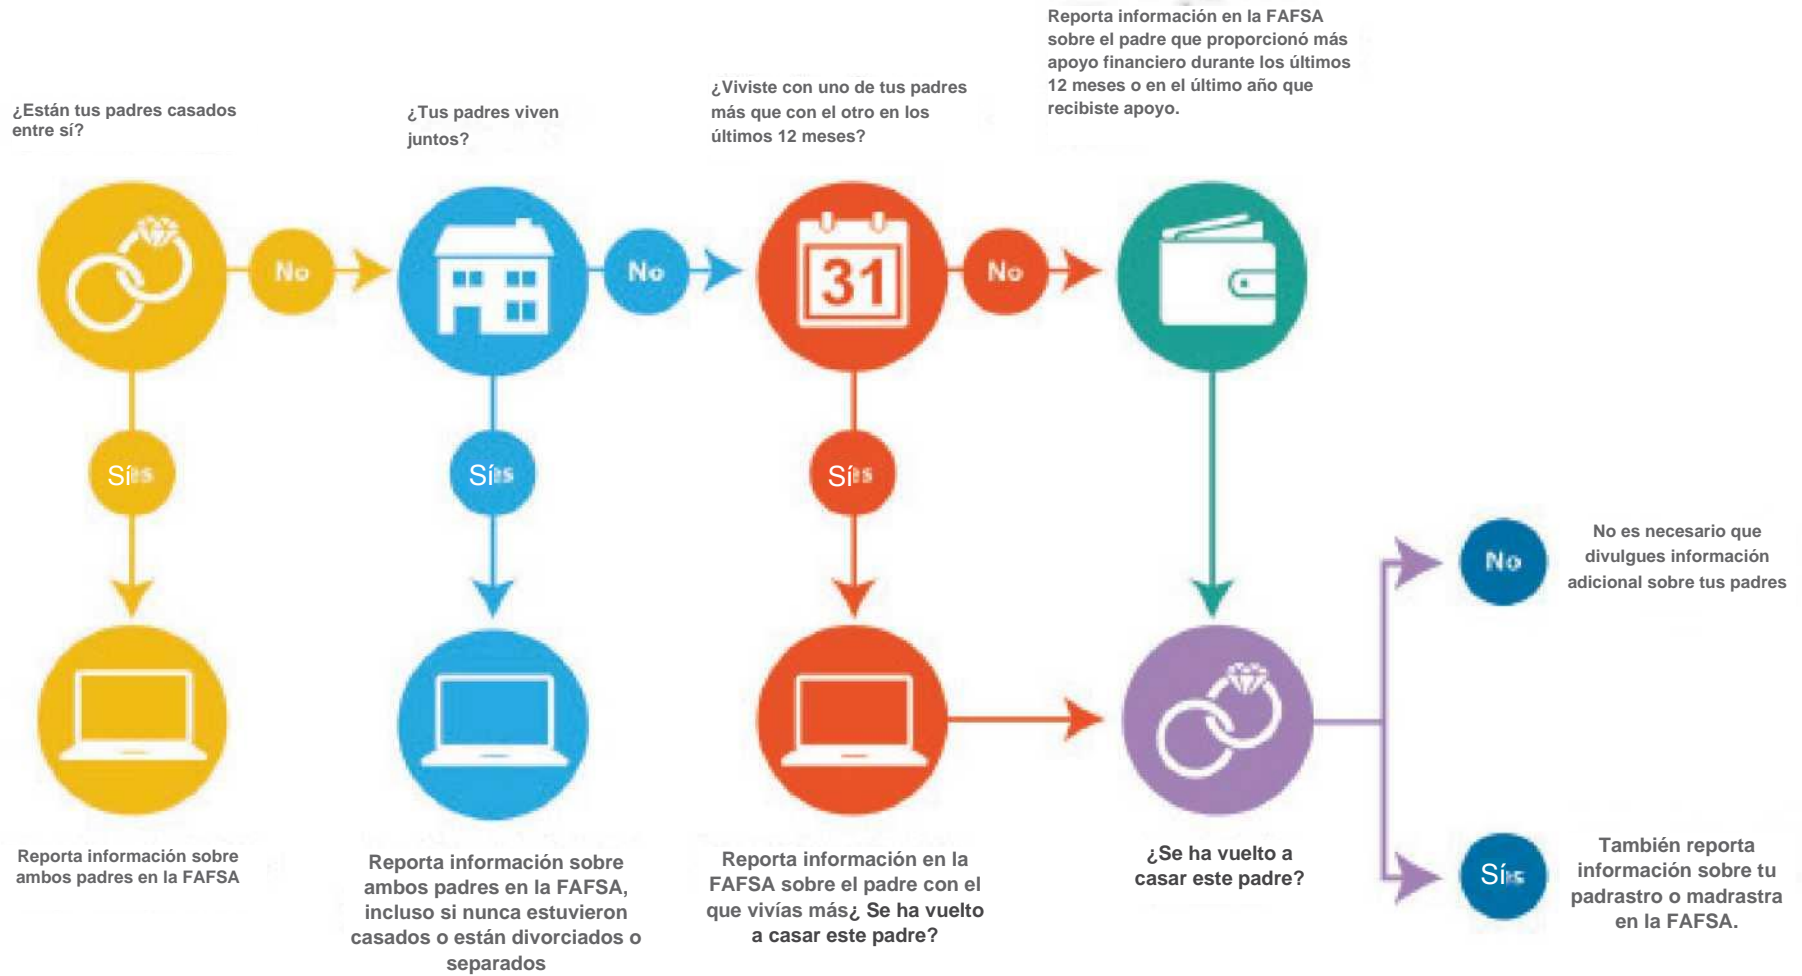 ¿Están tus padres casados
entre sí?
¿Tus padres viven
juntos?
¿Viviste con uno de tus padres
más que con el otro en los
últimos 12 meses?
Reporta información en la FAFSA
sobre el padre que proporcionó más
apoyo financiero durante los últimos
12 meses o en el último año que
recibiste apoyo.
No
No
31
No
Sí
Sí
Sí
No
No es necesario que
divulgues información
adicional sobre tus padres
Reporta información sobre
ambos padres en la FAFSA
Reporta información sobre
ambos padres en la FAFSA,
incluso si nunca estuvieron
casados o están divorciados o
separados
Reporta información en la
FAFSA sobre el padre con el
que vivías más¿ Se ha vuelto
a casar este padre?
¿Se ha vuelto a
casar este padre?
Sí
También reporta
información sobre tu
padrastro o madrastra
en la FAFSA.